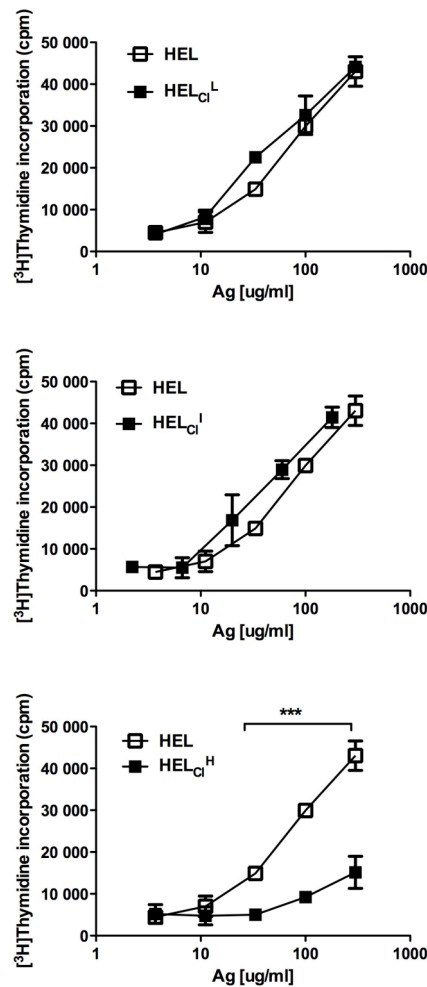 [³H]Thymidine incorporation (cpm)
50 000
40 000
30 000
20 000
10 000
0
HEL
HEL_Cl^L
1 10 100 1000
Ag [ug/ml]
[³H]Thymidine incorporation (cpm)
50 000
40 000
30 000
20 000
10 000
0
HEL
HEL_Cl^I
1 10 100 1000
Ag [ug/ml]
[³H]Thymidine incorporation (cpm)
50 000
40 000
30 000
20 000
10 000
0
***
HEL
HEL_Cl^H
1 10 100 1000
Ag [ug/ml]